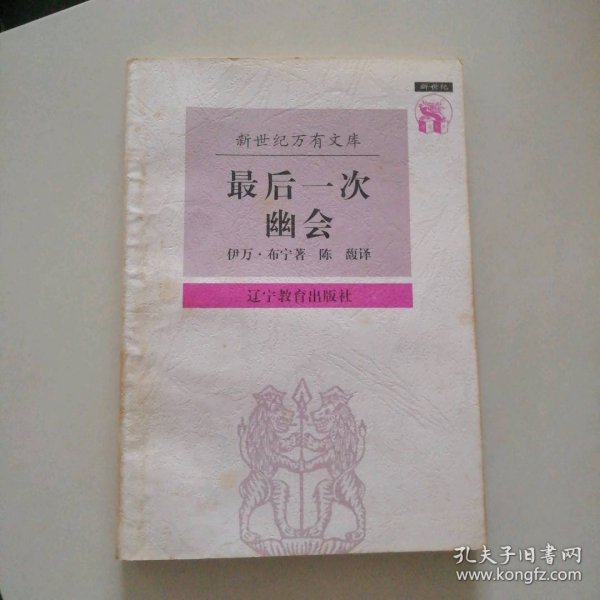 新世纪
新世纪万有文库
最后一次
幽会
伊万·布宁著 陈 馥译
辽宁教育出版社
孔夫子旧书网
www.kongfz.com